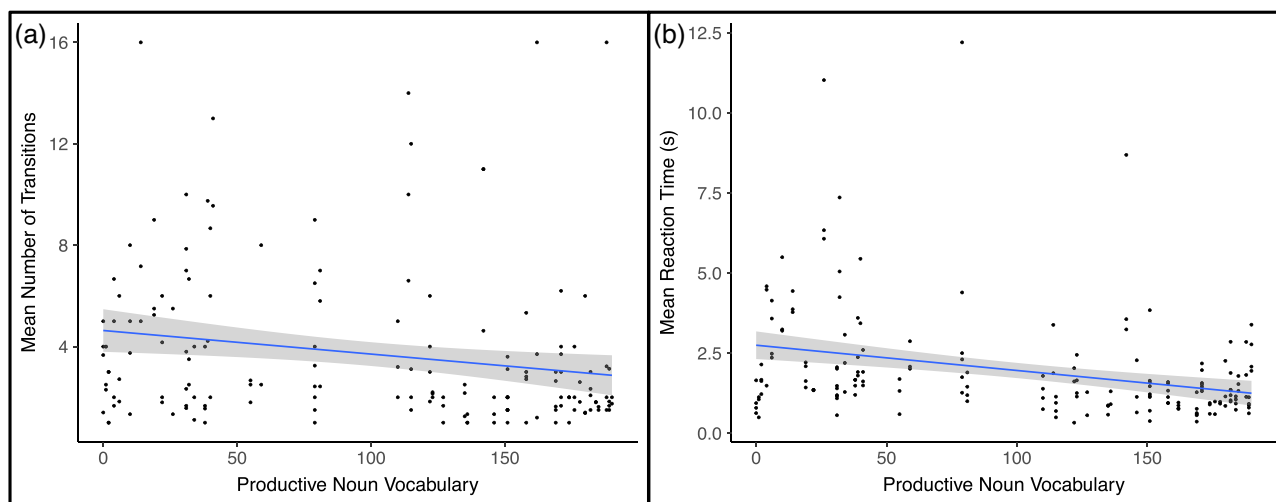 (a)
Mean Number of Transitions
16
12
8
4
0 50 100 150
Productive Noun Vocabulary
(b)
Mean Reaction Time (s)
12.5
10.0
7.5
5.0
2.5
0.0
0 50 100 150
Productive Noun Vocabulary